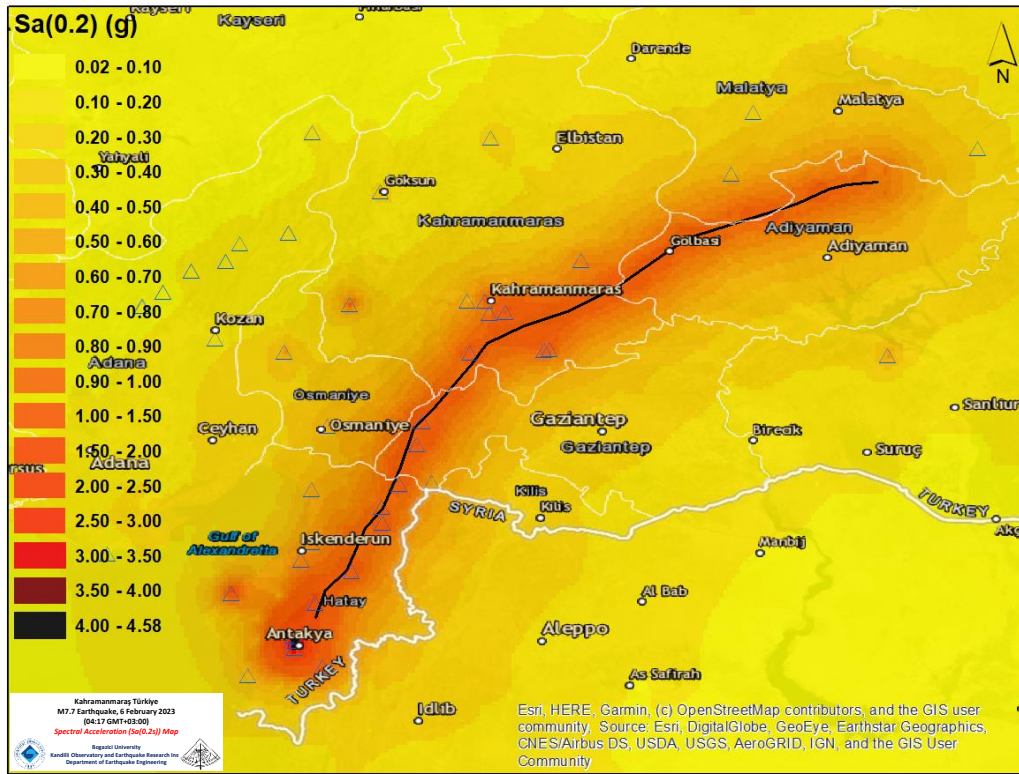 Sa(0.2) (g)
0.02 - 0.10
0.10 - 0.20
0.20 - 0.30
0.30 - 0.40
0.40 - 0.50
0.50 - 0.60
0.60 - 0.70
0.70 - 0.80
0.80 - 0.90
0.90 - 1.00
1.00 - 1.50
1.50 - 2.00
2.00 - 2.50
2.50 - 3.00
3.00 - 3.50
3.50 - 4.00
4.00 - 4.58
Kayseri
Kayseri
N
Darende
Malatya
Malatya
Elbistan
Yahyali
Göksun
Kahramanmaras
Adiyaman
Golbasi
Adiyaman
Kahramanmaras
Kozan
Adana
Osmaniye
Sanliur
Ceyhan
Osmaniye
Gaziantep
Gaziantep
Birecik
Suruç
Adana
rsus
Kilis
Kilis
SYRIA
TURKEY
Akç
Gulf of
Alexandretta
Iskenderun
Manbij
Hatay
Al Bab
Antakya
Aleppo
TURKEY
As Safirah
Idlib
Kahramanmaraş Türkiye
M7.7 Earthquake, 6 February 2023
(04:17 GMT+03:00)
Spectral Acceleration (Sa(0.2s)) Map
Bogazici University
Kandilli Observatory and Earthquake Research Ins
Department of Earthquake Engineering
Esri, HERE, Garmin, (c) OpenStreetMap contributors, and the GIS user
community, Source: Esri, DigitalGlobe, GeoEye, Earthstar Geographics,
CNES/Airbus DS, USDA, USGS, AeroGRID, IGN, and the GIS User
Community